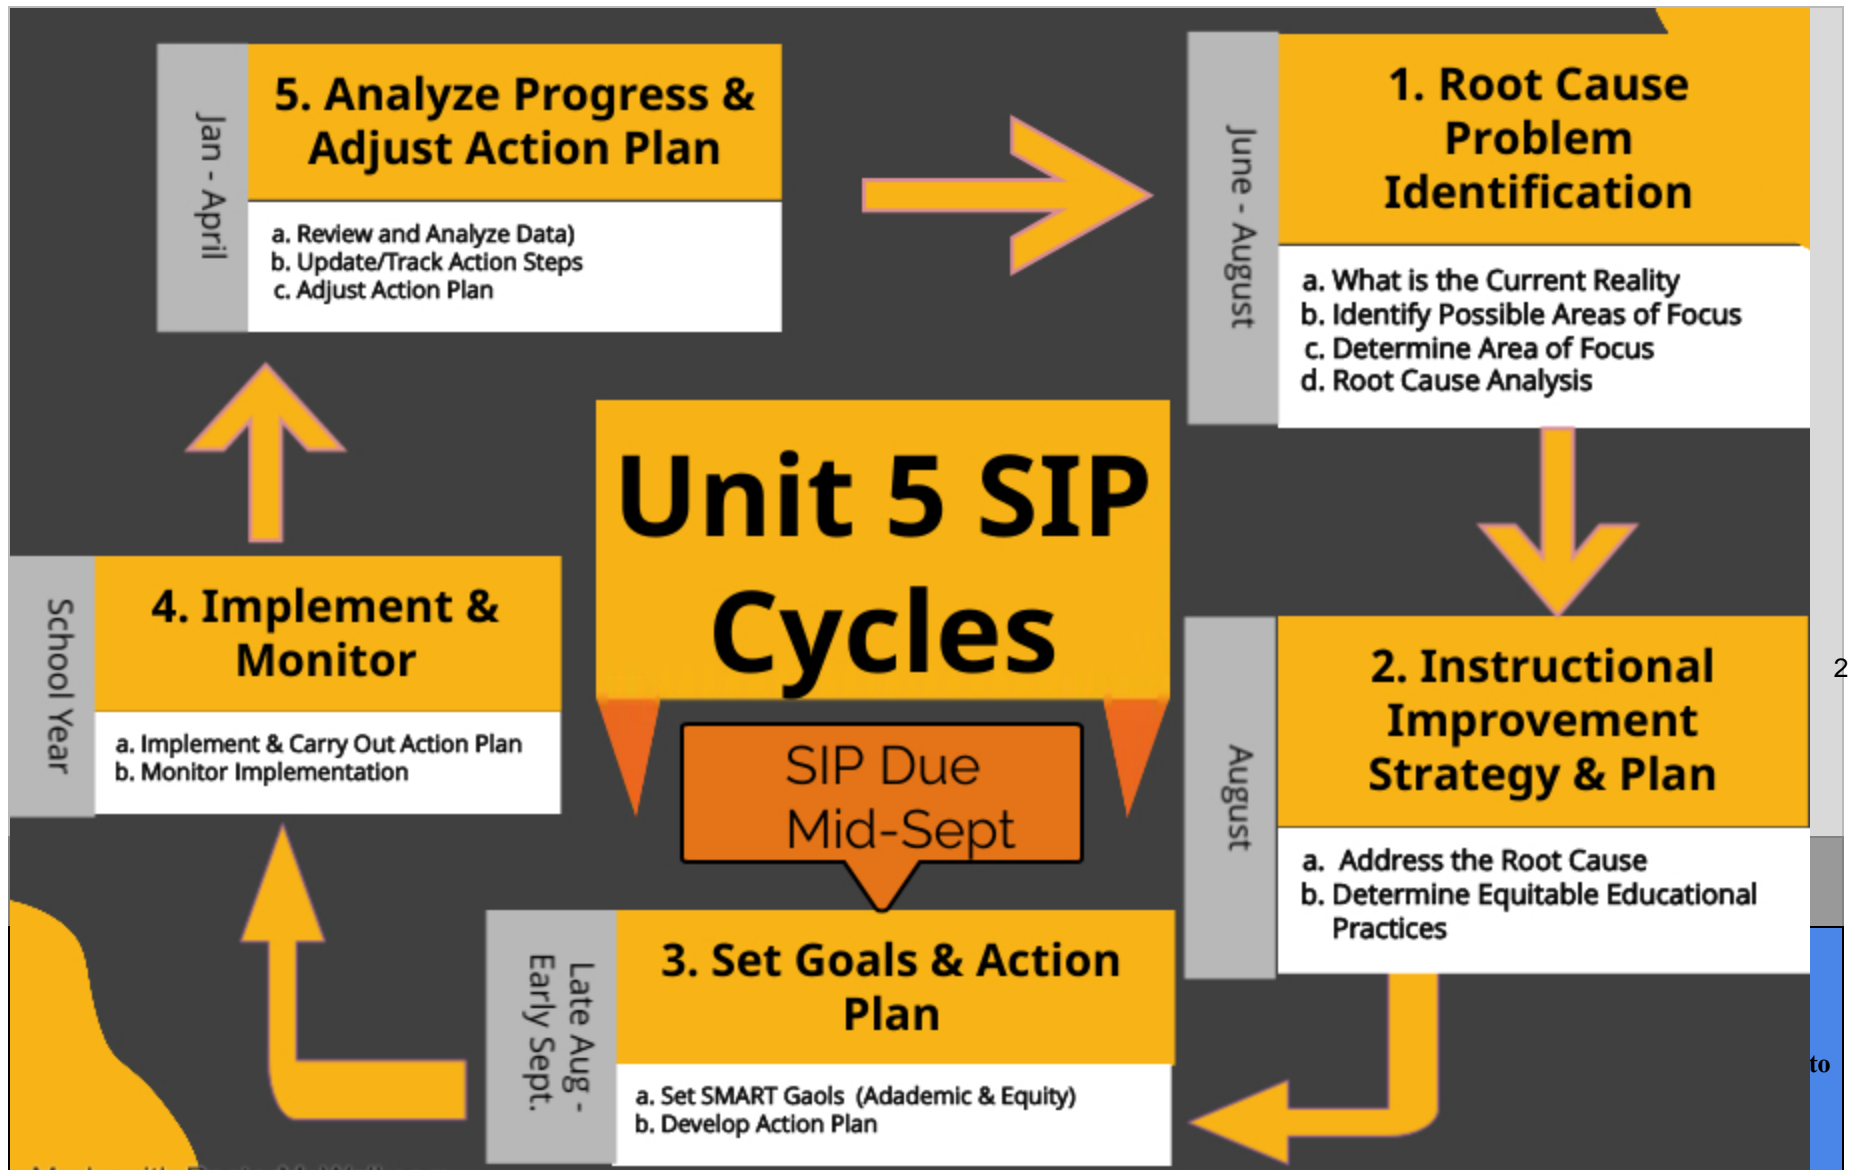 Unit 5 SIP
Cycles
SIP Due
Mid-Sept
June - August
1. Root Cause
Problem
Identification
a. What is the Current Reality
b. Identify Possible Areas of Focus
c. Determine Area of Focus
d. Root Cause Analysis
August
2. Instructional
Improvement
Strategy & Plan
a. Address the Root Cause
b. Determine Equitable Educational
Practices
Late Aug -
Early Sept.
3. Set Goals & Action
Plan
a. Set SMART Gaols (Adademic & Equity)
b. Develop Action Plan
School Year
4. Implement &
Monitor
a. Implement & Carry Out Action Plan
b. Monitor Implementation
Jan - April
5. Analyze Progress &
Adjust Action Plan
a. Review and Analyze Data)
b. Update/Track Action Steps
c. Adjust Action Plan
2
to